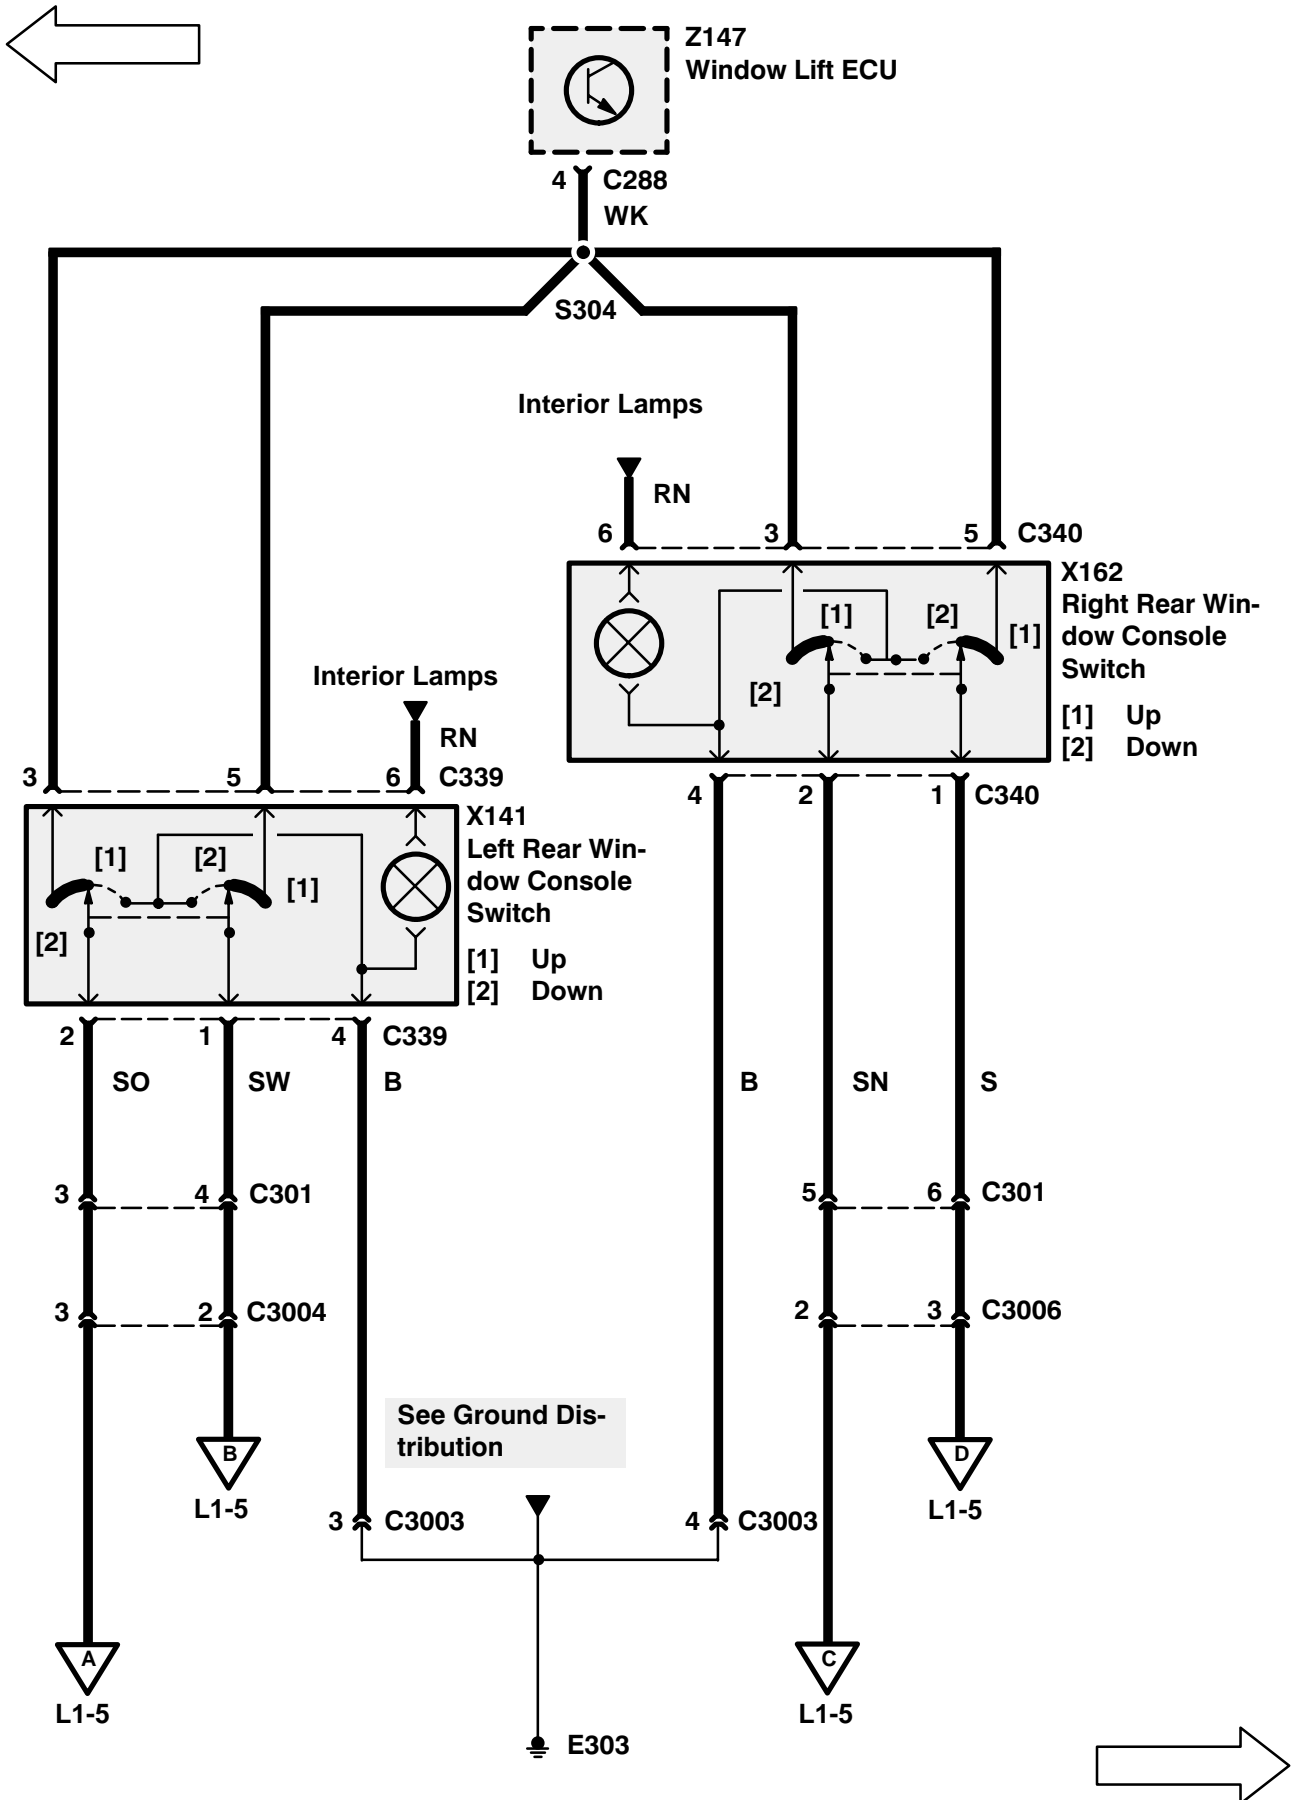 Z147
Window Lift ECU
4 C288
WK
S304
Interior Lamps
RN
6 3 5 C340
X162
Right Rear Win-
dow Console
Switch
[1] Up
[2] Down
[1] [2] [1]
[2]
Interior Lamps
RN
3 5 6 C339
4 2 1 C340
X141
Left Rear Win-
dow Console
Switch
[1] Up
[2] Down
[1] [2] [1]
[2]
2 1 4 C339
SO SW B B SN S
3 4 C301 5 6 C301
3 2 C3004 2 3 C3006
See Ground Dis-
tribution
B
L1-5
D
L1-5
3 C3003 4 C3003
A
L1-5
C
L1-5
E303